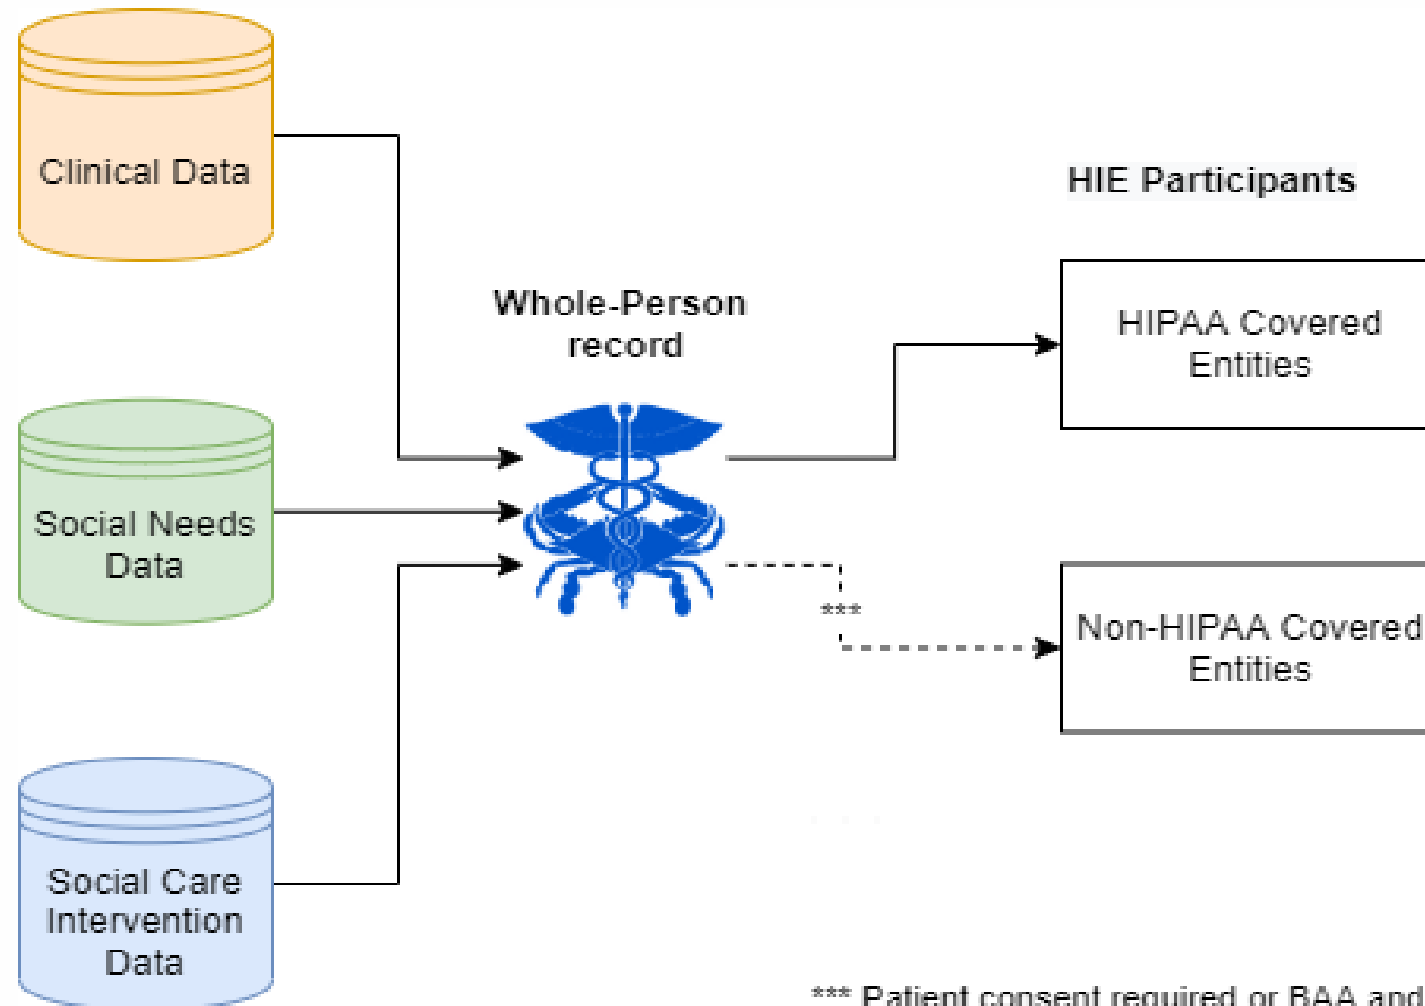 Clinical Data
HIE Participants
Whole-Person
record
HIPAA Covered
Entities
Social Needs
Data
***
Non-HIPAA Covered
Entities
Social Care
Intervention
Data
*** Patient consent required or BAA and